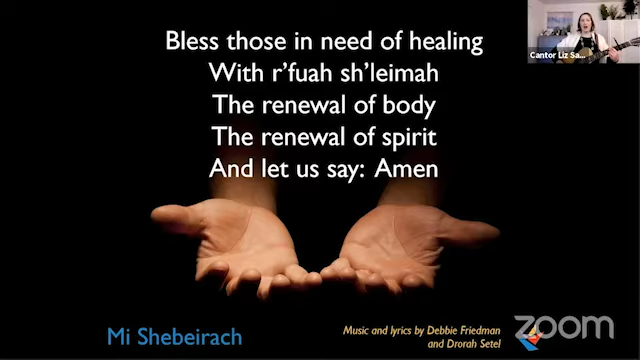 Bless those in need of healing
With r'fuah sh'leimah
The renewal of body
The renewal of spirit
And let us say: Amen
Cantor Liz Sa...
Mi Shebeirach
Music and lyrics by Debbie Friedman
and Drorah Setel
zoom